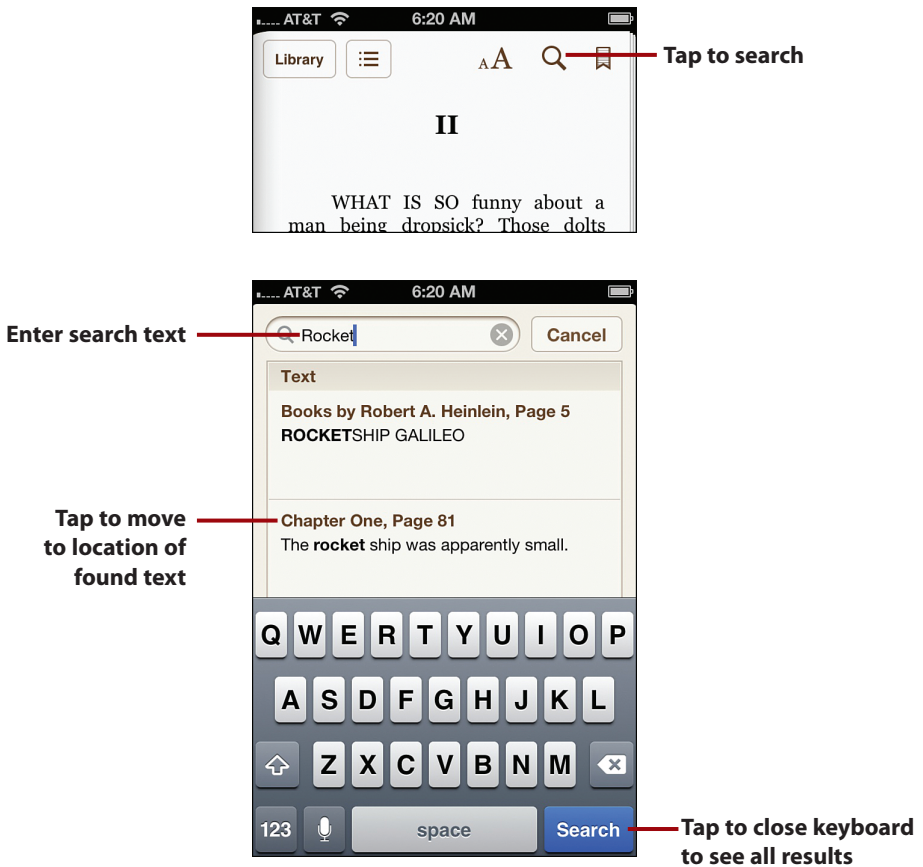 AT&T 6:20 AM
Library AA
Tap to search
II
WHAT IS SO funny about a
man being dropsick? Those dolts
AT&T 6:20 AM
Enter search text
Rocket Cancel
Text
Books by Robert A. Heinlein, Page 5
ROCKETSHIP GALILEO
Tap to move
to location of
found text
Chapter One, Page 81
The rocket ship was apparently small.
Q W E R T Y U I O P
A S D F G H J K L
Z X C V B N M
123 space Search
Tap to close keyboard
to see all results